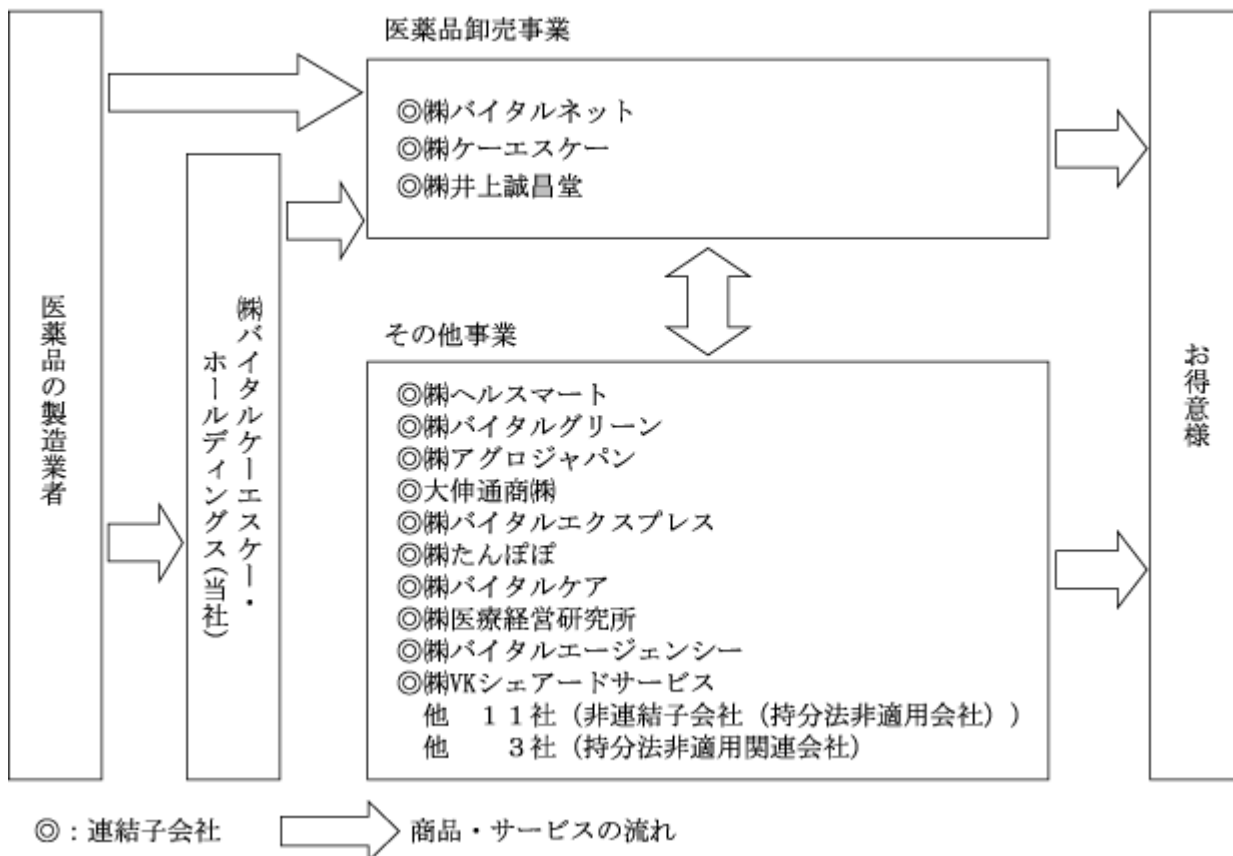 医薬品の製造業者
㈱バイタルケーエスケー・
ホールディングス（当社）
医薬品卸売事業
◎㈱バイタルネット
◎㈱ケーエスケー
◎㈱井上誠昌堂
その他事業
◎㈱ヘルスマート
◎㈱バイタルグリーン
◎㈱アグロジャパン
◎大伸通商㈱
◎㈱バイタルエクスプレス
◎㈱たんぽぽ
◎㈱バイタルケア
◎㈱医療経営研究所
◎㈱バイタルエージェンシー
◎㈱VKシェアードサービス
他　１１社（非連結子会社（持分法非適用会社））
他　　３社（持分法非適用関連会社）
お得意様
◎：連結子会社
商品・サービスの流れ